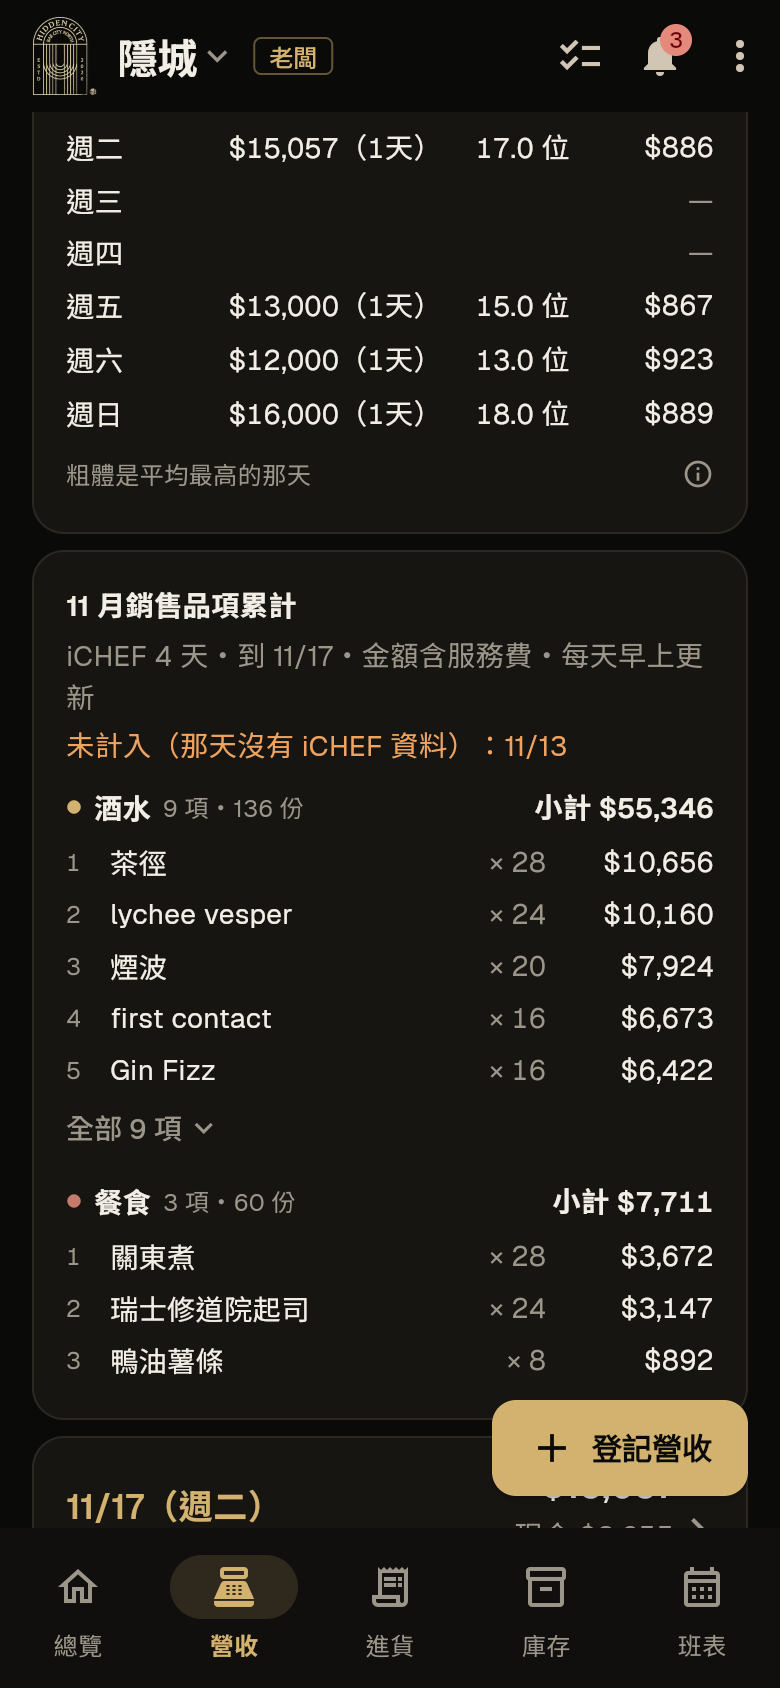 HIDDENCITY
隱城
老闆
3
週二 $15,057（1天） 17.0 位 $886
週三 —
週四 —
週五 $13,000（1天） 15.0 位 $867
週六 $12,000（1天） 13.0 位 $923
週日 $16,000（1天） 18.0 位 $889
粗體是平均最高的那天
11 月銷售品項累計
iCHEF 4 天・到 11/17・金額含服務費・每天早上更
新
未計入（那天沒有 iCHEF 資料）：11/13
酒水 9 項・136 份 小計 $55,346
1 茶徑 × 28 $10,656
2 lychee vesper × 24 $10,160
3 煙波 × 20 $7,924
4 first contact × 16 $6,673
5 Gin Fizz × 16 $6,422
全部 9 項
餐食 3 項・60 份 小計 $7,711
1 關東煮 × 28 $3,672
2 瑞士修道院起司 × 24 $3,147
3 鴨油薯條 × 8 $892
+ 登記營收
11/17（週二）
總覽 營收 進貨 庫存 班表